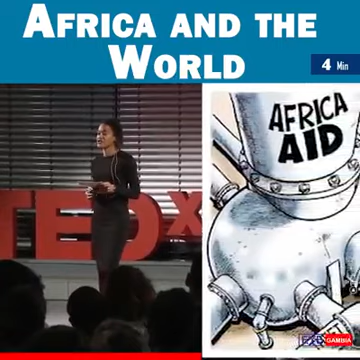 AFRICA AND THE
WORLD
4 Min
TEDx
AFRICA
AID
GAMBIA